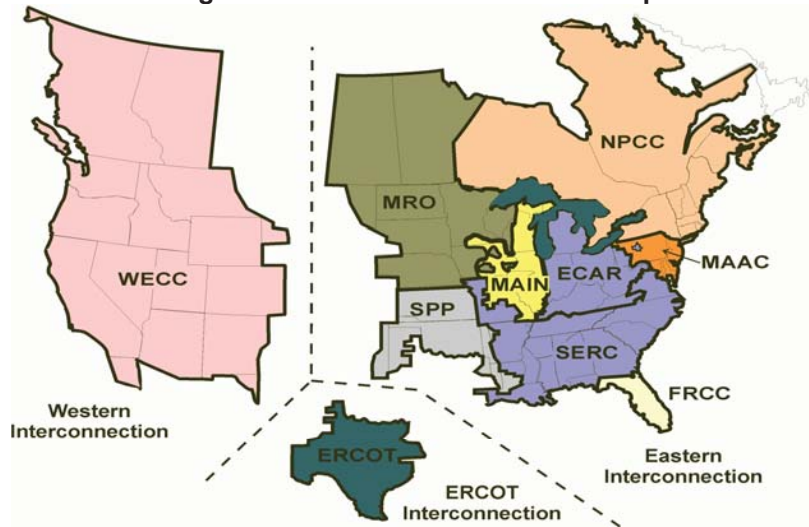 NPCC
MRO
WECC
MAIN
ECAR
MAAC
SPP
SERC
FRCC
Western
Interconnection
ERCOT
ERCOT
Interconnection
Eastern
Interconnection